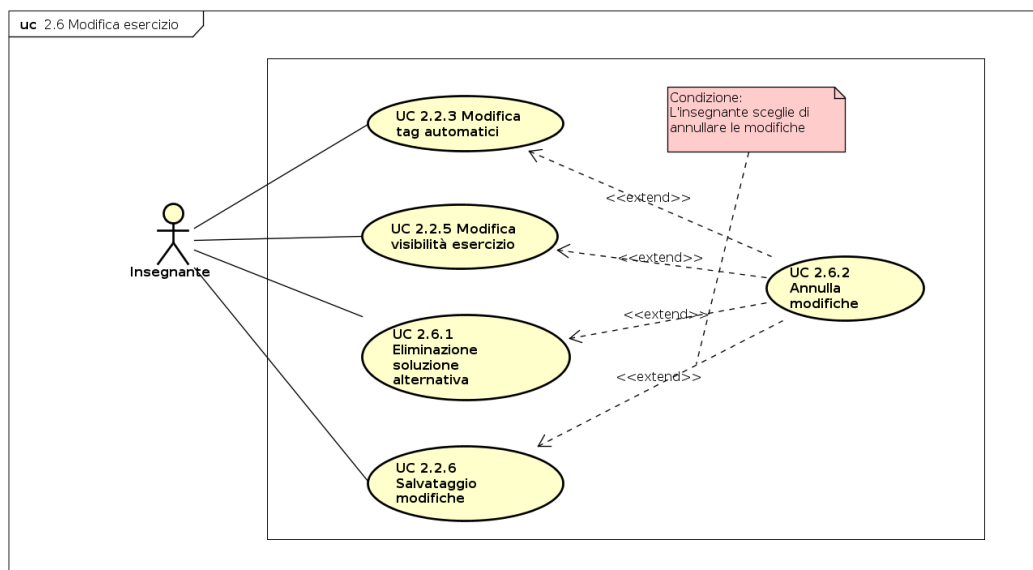 uc 2.6 Modifica esercizio
Condizione:
L'insegnante sceglie di
annullare le modifiche
UC 2.2.3 Modifica
tag automatici
<<extend>>
UC 2.2.5 Modifica
visibilità esercizio
<<extend>>
Insegnante
UC 2.6.2
Annulla
modifiche
<<extend>>
UC 2.6.1
Eliminazione
soluzione
alternativa
<<extend>>
UC 2.2.6
Salvataggio
modifiche